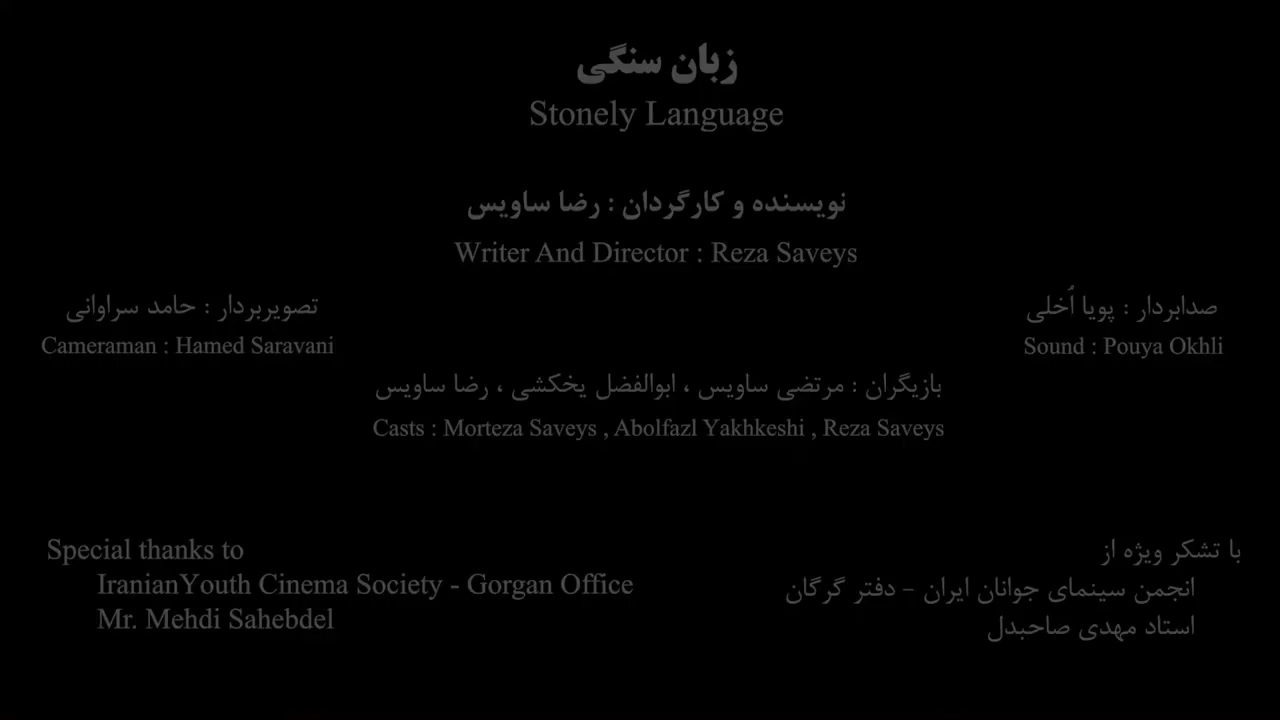 زبان سنگی
Stonely Language
نویسنده و کارگردان : رضا ساویس
Writer And Director : Reza Saveys
صدابردار : پویا اُخلی
Sound : Pouya Okhli
تصویربردار : حامد سراوانی
Cameraman : Hamed Saravani
بازیگران : مرتضی ساویس ، ابوالفضل یخکشی ، رضا ساویس
Casts : Morteza Saveys , Abolfazl Yakhkeshi , Reza Saveys
با تشکر ویژه از
انجمن سینمای جوانان ایران - دفتر گرگان
استاد مهدی صاحبدل
Special thanks to
IranianYouth Cinema Society - Gorgan Office
Mr. Mehdi Sahebdel